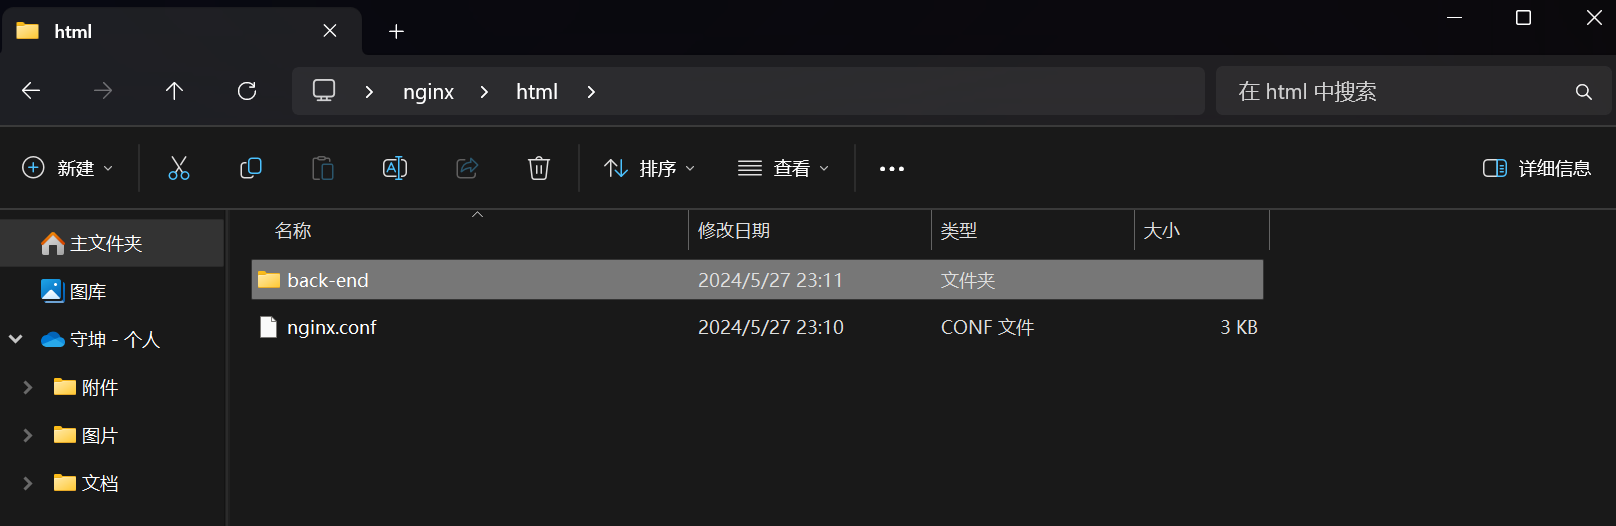 html
nginx html
在 html 中搜索
新建 排序 查看 详细信息
名称 修改日期 类型 大小
back-end 2024/5/27 23:11 文件夹
nginx.conf 2024/5/27 23:10 CONF 文件 3 KB
主文件夹
图库
守坤 - 个人
附件
图片
文档